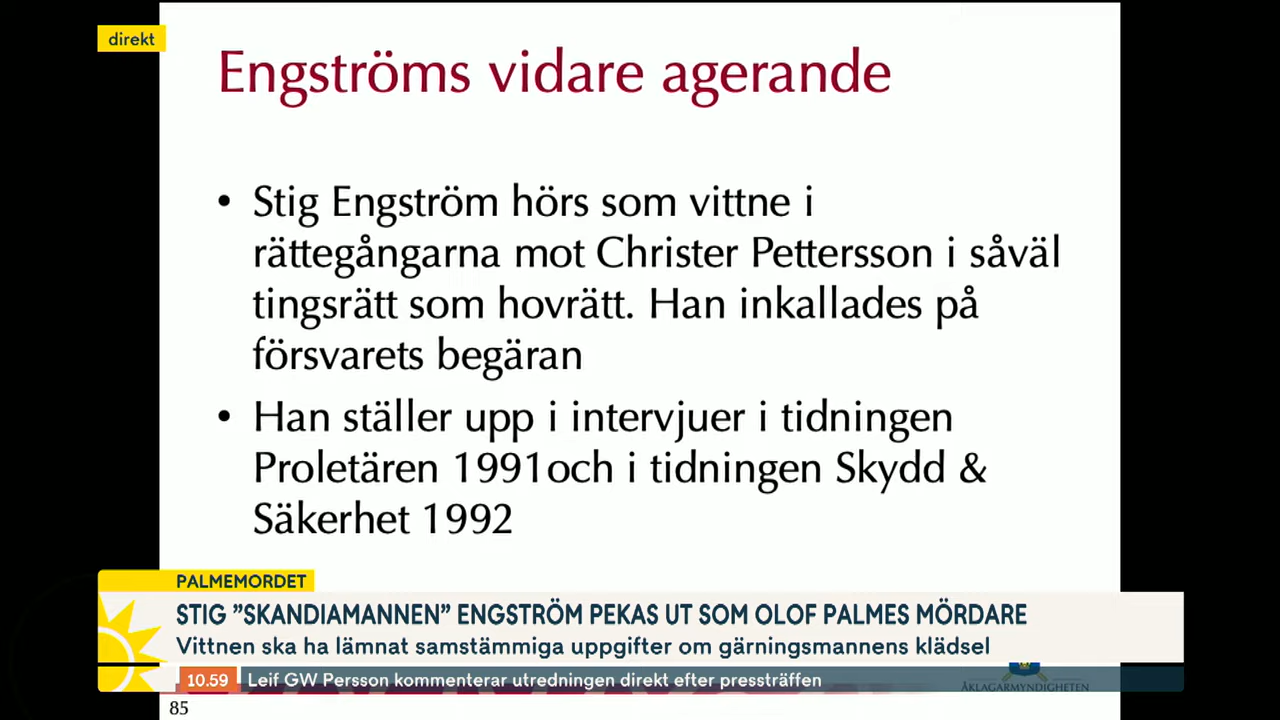 direkt
Engströms vidare agerande
• Stig Engström hörs som vittne i
rättegångarna mot Christer Pettersson i såväl
tingsrätt som hovrätt. Han inkallades på
försvarets begäran
• Han ställer upp i intervjuer i tidningen
Proletären 1991och i tidningen Skydd &
Säkerhet 1992
PALMEMORDET
STIG ”SKANDIAMANNEN” ENGSTRÖM PEKAS UT SOM OLOF PALMES MÖRDARE
Vittnen ska ha lämnat samstämmiga uppgifter om gärningsmannens klädsel
10.59 Leif GW Persson kommenterar utredningen direkt efter pressträffen
ÅKLAGARMYNDIGHETEN
85